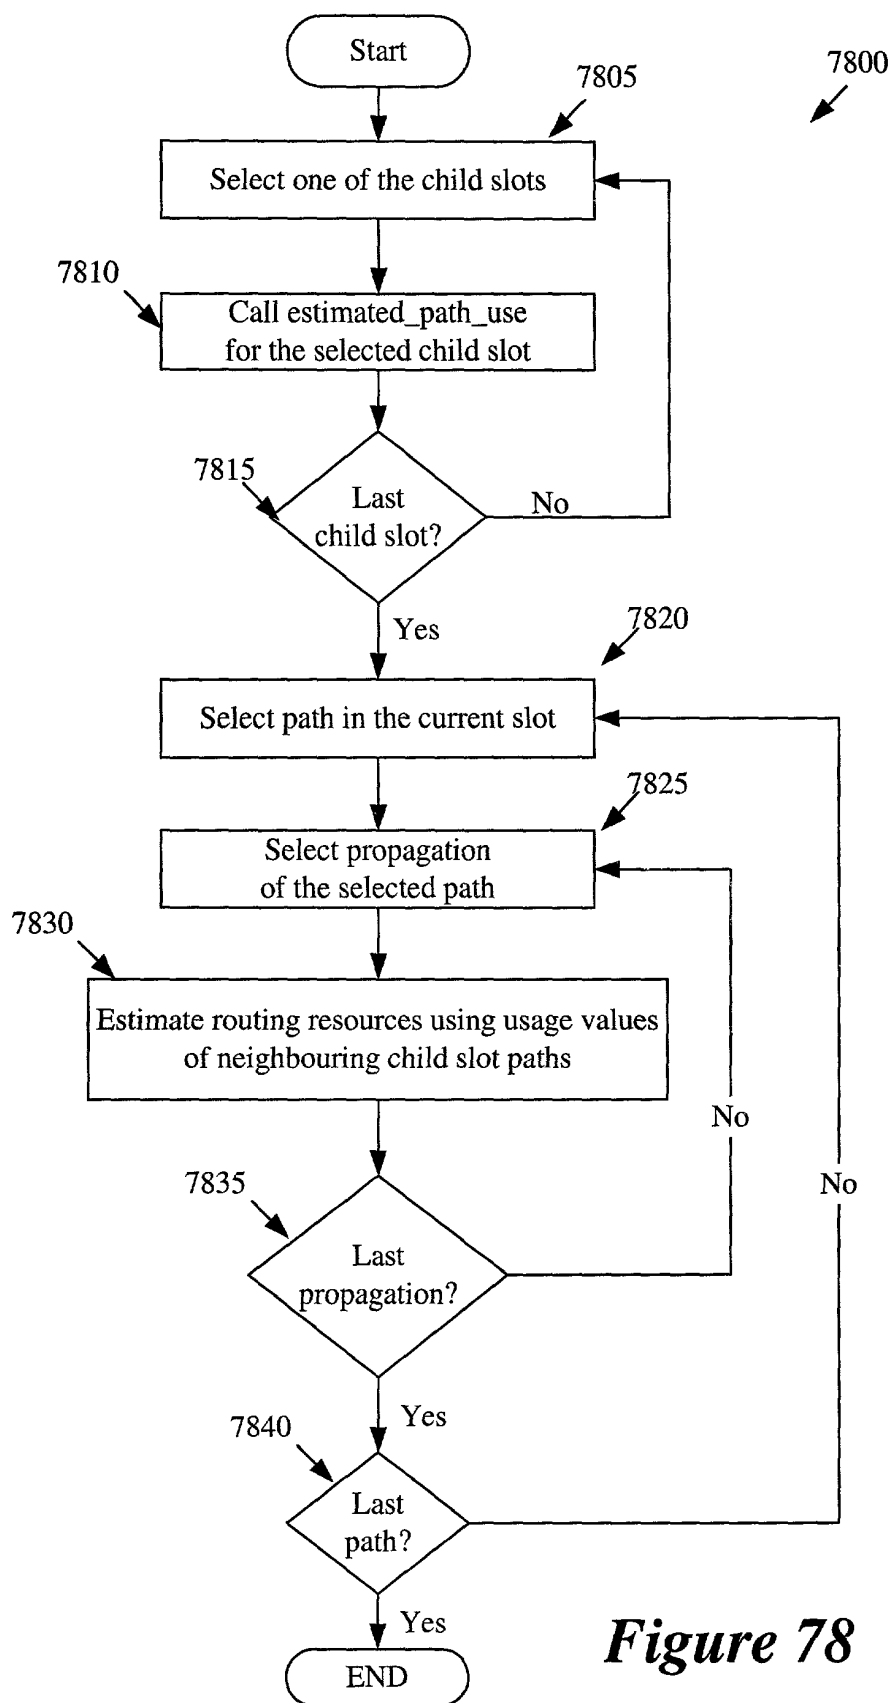 Start
7800
7805
Select one of the child slots
7810
Call estimated_path_use
for the selected child slot
7815
Last
child slot?
No
Yes
7820
Select path in the current slot
7825
Select propagation
of the selected path
7830
Estimate routing resources using usage values
of neighbouring child slot paths
No
7835
No
Last
propagation?
Yes
7840
Last
path?
Yes
END
Figure 78